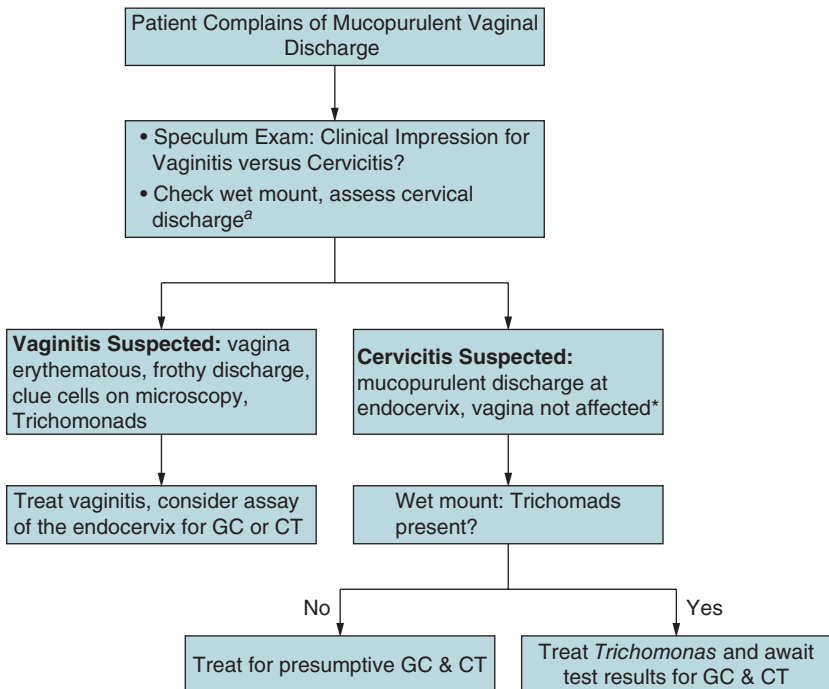 Patient Complains of Mucopurulent Vaginal
Discharge
• Speculum Exam: Clinical Impression for
Vaginitis versus Cervicitis?
• Check wet mount, assess cervical
dischargeᵃ
Vaginitis Suspected: vagina
erythematous, frothy discharge,
clue cells on microscopy,
Trichomonads
Cervicitis Suspected:
mucopurulent discharge at
endocervix, vagina not affected*
Treat vaginitis, consider assay
of the endocervix for GC or CT
Wet mount: Trichomads
present?
No
Yes
Treat for presumptive GC & CT
Treat Trichomonas and await
test results for GC & CT